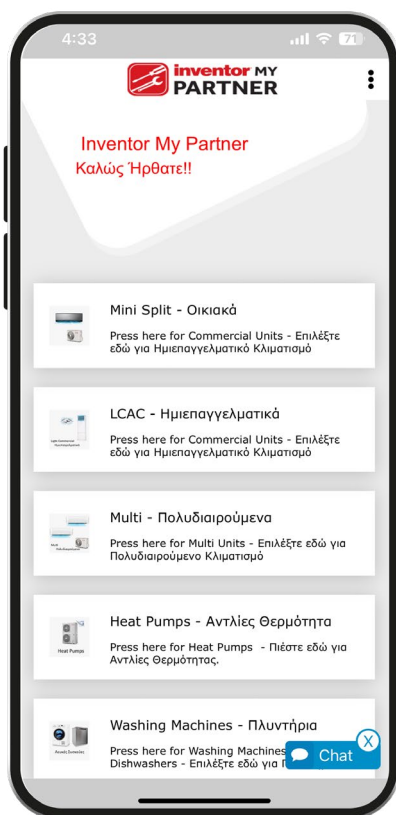 4:33
71
inventor MY
PARTNER
Inventor My Partner
Καλώς Ήρθατε!!
Mini Split - Οικιακά
Press here for Commercial Units - Επιλέξτε
εδώ για Ημιεπαγγελματικό Κλιματισμό
LCAC - Ημιεπαγγελματικά
Press here for Commercial Units - Επιλέξτε
εδώ για Ημιεπαγγελματικό Κλιματισμό
Multi - Πολυδιαιρούμενα
Press here for Multi Units - Επιλέξτε εδώ για
Πολυδιαιρούμενο Κλιματισμό
Heat Pumps - Αντλίες Θερμότητα
Heat Pumps
Press here for Heat Pumps - Πιέστε εδώ για
Αντλίες Θερμότητας.
Washing Machines - Πλυντήρια
Press here for Washing Machines
Dishwashers - Επιλέξτε εδώ για
Chat
X